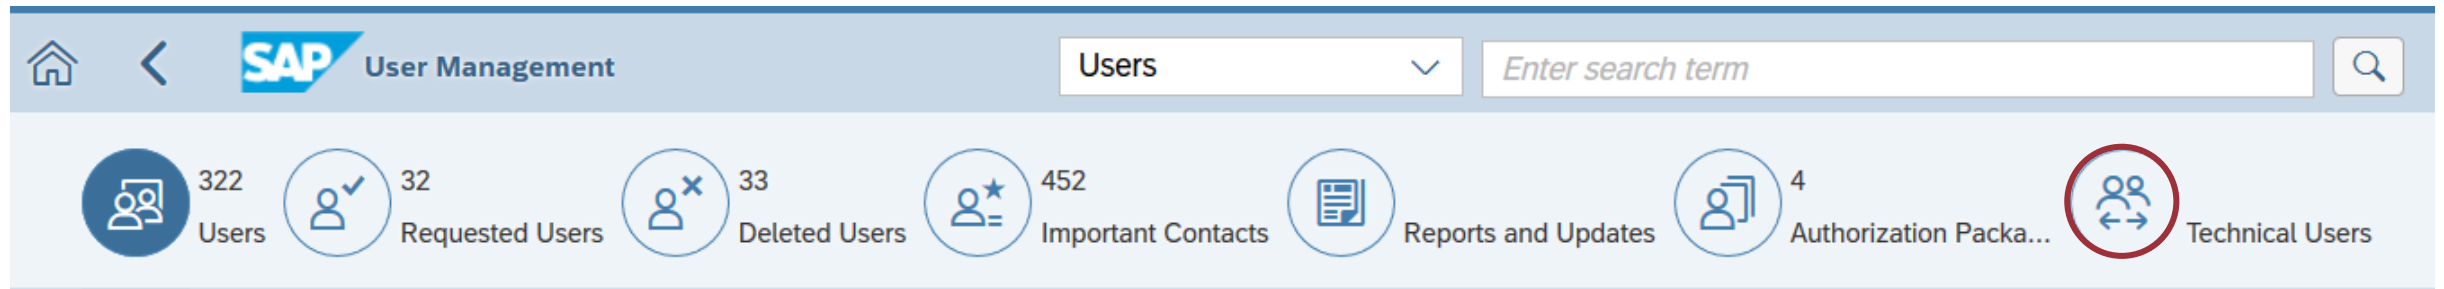 SAP User Management
Users
Enter search term
322
Users
32
Requested Users
33
Deleted Users
452
Important Contacts
Reports and Updates
4
Authorization Packa...
Technical Users